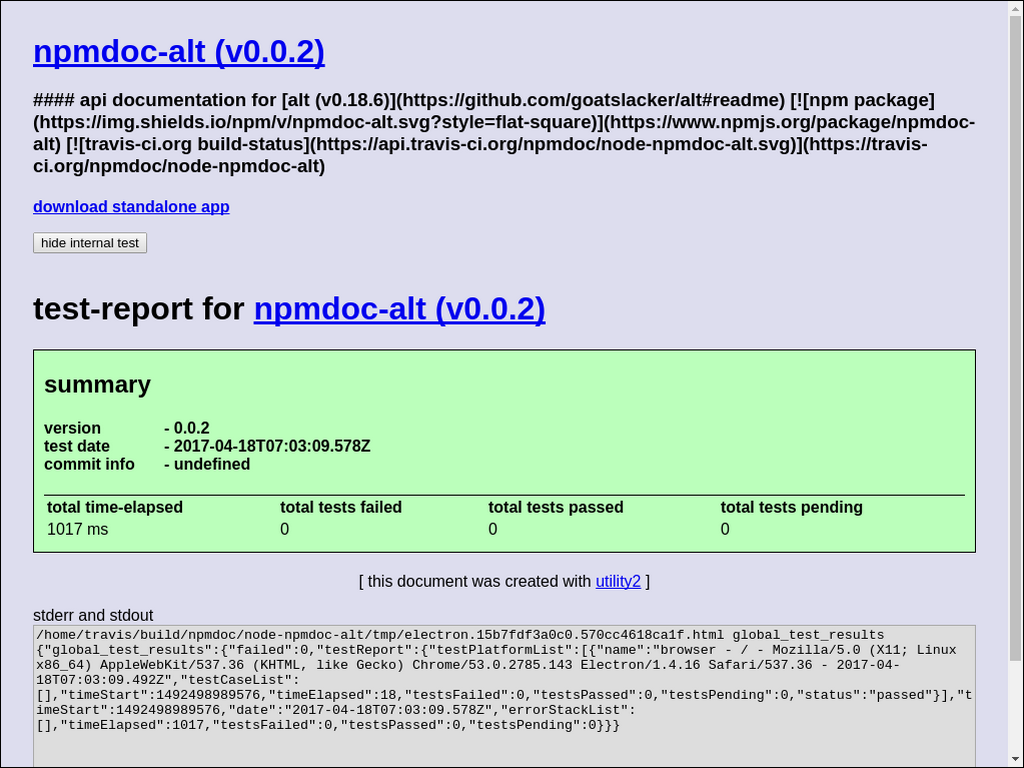 npmdoc-alt (v0.0.2)
#### api documentation for [alt (v0.18.6)](https://github.com/goatslacker/alt#readme) [![npm package]
(https://img.shields.io/npm/v/npmdoc-alt.svg?style=flat-square)](https://www.npmjs.org/package/npmdoc-
alt) [![travis-ci.org build-status](https://api.travis-ci.org/npmdoc/node-npmdoc-alt.svg)](https://travis-
ci.org/npmdoc/node-npmdoc-alt)
download standalone app
hide internal test
test-report for npmdoc-alt (v0.0.2)
summary
version - 0.0.2
test date - 2017-04-18T07:03:09.578Z
commit info - undefined
total time-elapsed total tests failed total tests passed total tests pending
1017 ms 0 0 0
[ this document was created with utility2 ]
stderr and stdout
/home/travis/build/npmdoc/node-npmdoc-alt/tmp/electron.15b7fdf3a0c0.570cc4618ca1f.html global_test_results
{"global_test_results":{"failed":0,"testReport":{"testPlatformList":[{"name":"browser - / - Mozilla/5.0 (X11; Linux
x86_64) AppleWebKit/537.36 (KHTML, like Gecko) Chrome/53.0.2785.143 Electron/1.4.16 Safari/537.36 - 2017-04-
18T07:03:09.492Z","testCaseList":
[],"timeStart":1492498989576,"timeElapsed":18,"testsFailed":0,"testsPassed":0,"testsPending":0,"status":"passed"}],"t
imeStart":1492498989576,"date":"2017-04-18T07:03:09.578Z","errorStackList":
[],"timeElapsed":1017,"testsFailed":0,"testsPassed":0,"testsPending":0}}}